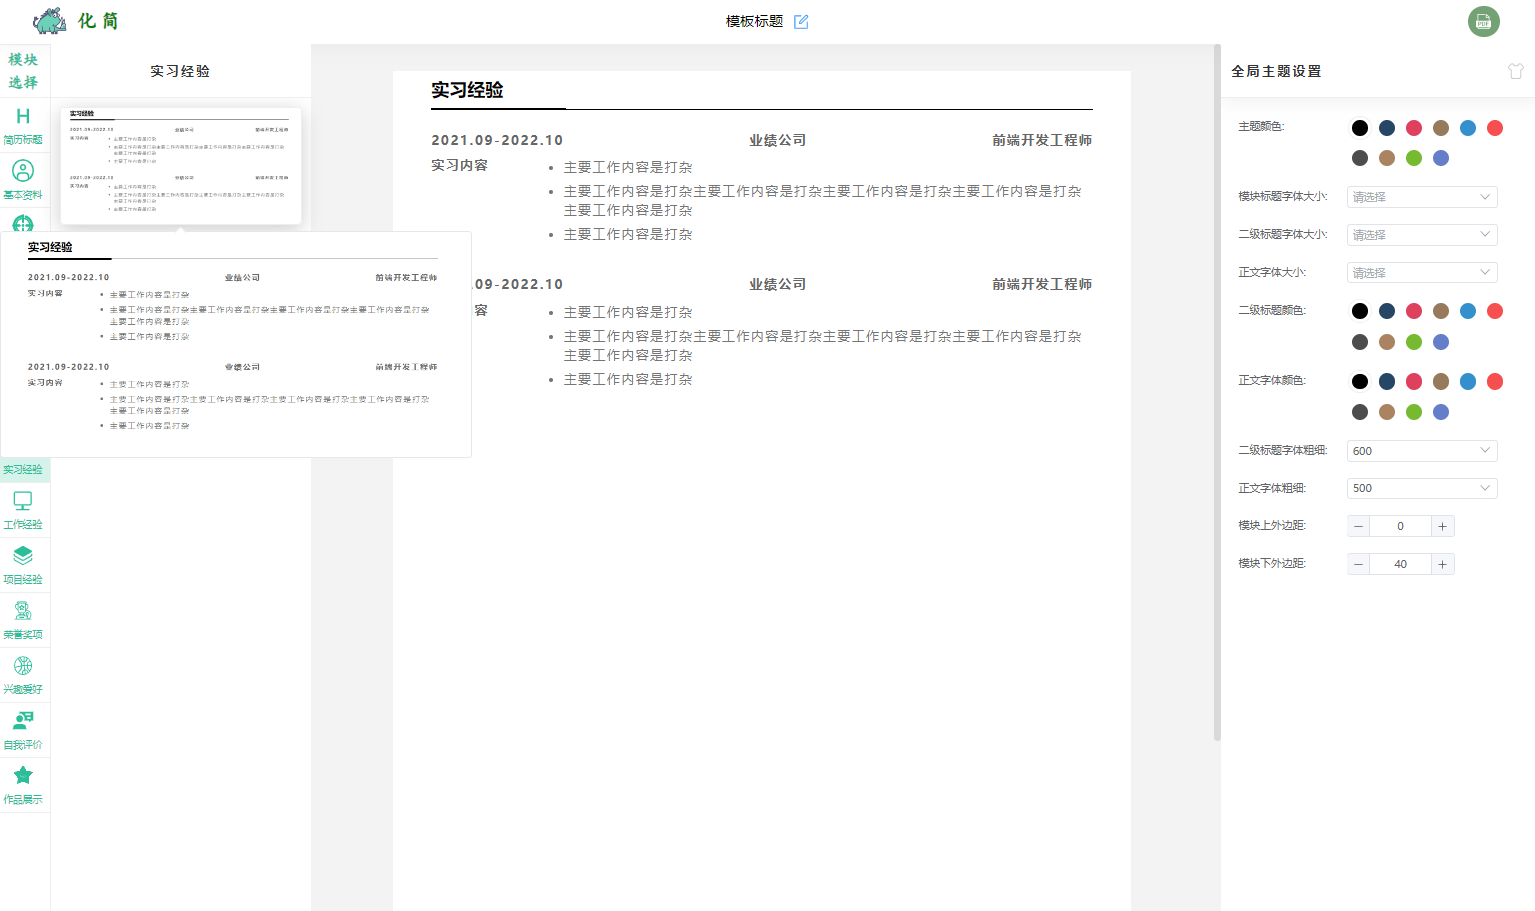 化简
模板标题
PDF
模块
选择
简历标题
基本资料
实习经验
工作经验
项目经验
荣誉奖项
兴趣爱好
自我评价
作品展示
实习经验
实习经验
2021.09-2022.10 业绩公司 前端开发工程师
实习内容
主要工作内容是打杂
主要工作内容是打杂主要工作内容是打杂主要工作内容是打杂主要工作内容是打杂
主要工作内容是打杂
主要工作内容是打杂
2021.09-2022.10 业绩公司 前端开发工程师
实习内容
主要工作内容是打杂
主要工作内容是打杂主要工作内容是打杂主要工作内容是打杂主要工作内容是打杂
主要工作内容是打杂
主要工作内容是打杂
实习经验
2021.09-2022.10 业绩公司 前端开发工程师
实习内容
主要工作内容是打杂
主要工作内容是打杂主要工作内容是打杂主要工作内容是打杂主要工作内容是打杂
主要工作内容是打杂
主要工作内容是打杂
2021.09-2022.10 业绩公司 前端开发工程师
实习内容
主要工作内容是打杂
主要工作内容是打杂主要工作内容是打杂主要工作内容是打杂主要工作内容是打杂
主要工作内容是打杂
主要工作内容是打杂
实习经验
2021.09-2022.10 业绩公司 前端开发工程师
实习内容
主要工作内容是打杂
主要工作内容是打杂主要工作内容是打杂主要工作内容是打杂主要工作内容是打杂
主要工作内容是打杂
主要工作内容是打杂
.09-2022.10 业绩公司 前端开发工程师
容
主要工作内容是打杂
主要工作内容是打杂主要工作内容是打杂主要工作内容是打杂主要工作内容是打杂
主要工作内容是打杂
主要工作内容是打杂
全局主题设置
主题颜色:
模块标题字体大小: 请选择
二级标题字体大小: 请选择
正文字体大小: 请选择
二级标题颜色:
正文字体颜色:
二级标题字体粗细: 600
正文字体粗细: 500
模块上外边距: － 0 ＋
模块下外边距: － 40 ＋